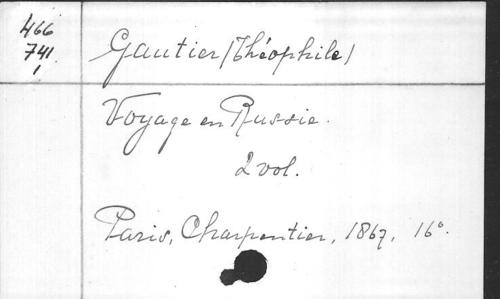 466
741
1
Gautier (Théophile)
Voyage en Russie.
2 vol.
Paris, Charpentier, 1867, 16°.